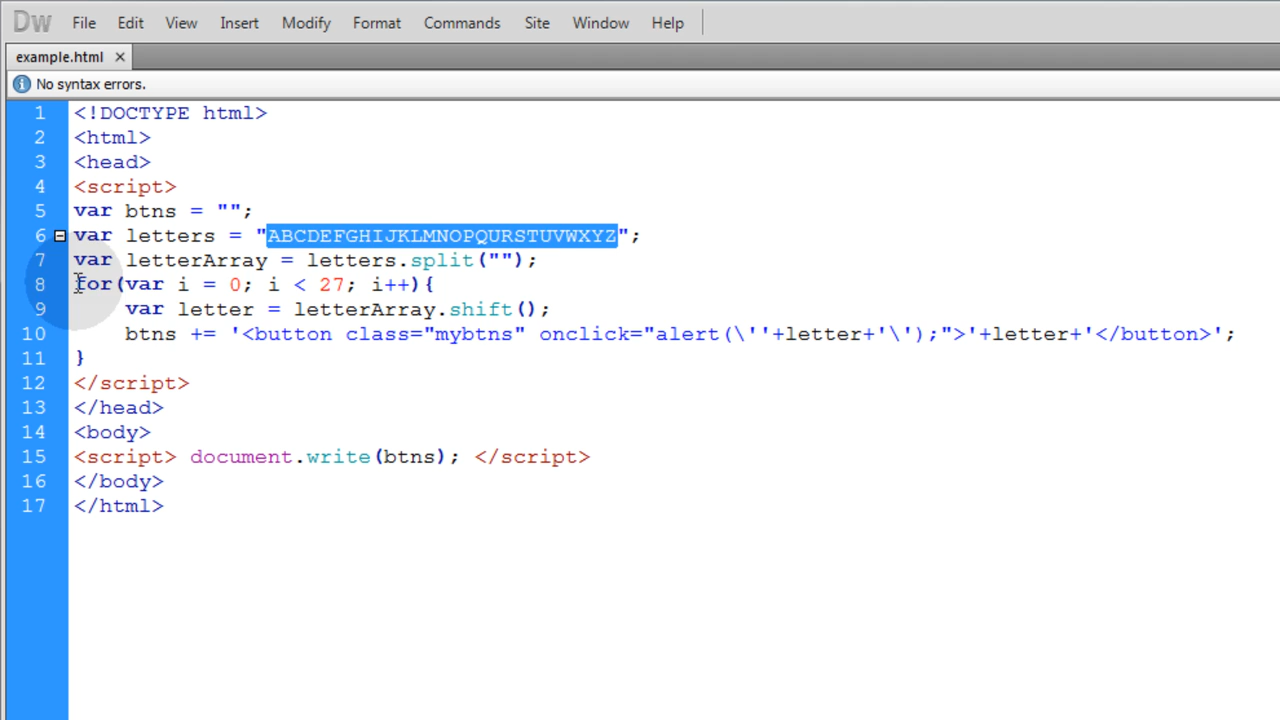 Dw File Edit View Insert Modify Format Commands Site Window Help
example.html ×
No syntax errors.
1 <!DOCTYPE html>
2 <html>
3 <head>
4 <script>
5 var btns = "";
6 var letters = "ABCDEFGHIJKLMNOPQURSTUVWXYZ";
7 var letterArray = letters.split("");
8 for(var i = 0; i < 27; i++){
9 var letter = letterArray.shift();
10 btns += '<button class="mybtns" onclick="alert(\''+letter+'\');">'+letter+'</button>';
11 }
12 </script>
13 </head>
14 <body>
15 <script> document.write(btns); </script>
16 </body>
17 </html>